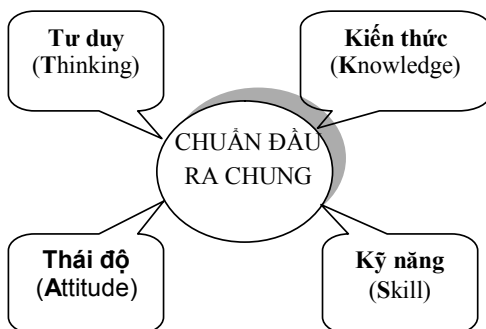 Tư duy
(Thinking)
Kiến thức
(Knowledge)
CHUẨN ĐẦU
RA CHUNG
Thái độ
(Attitude)
Kỹ năng
(Skill)